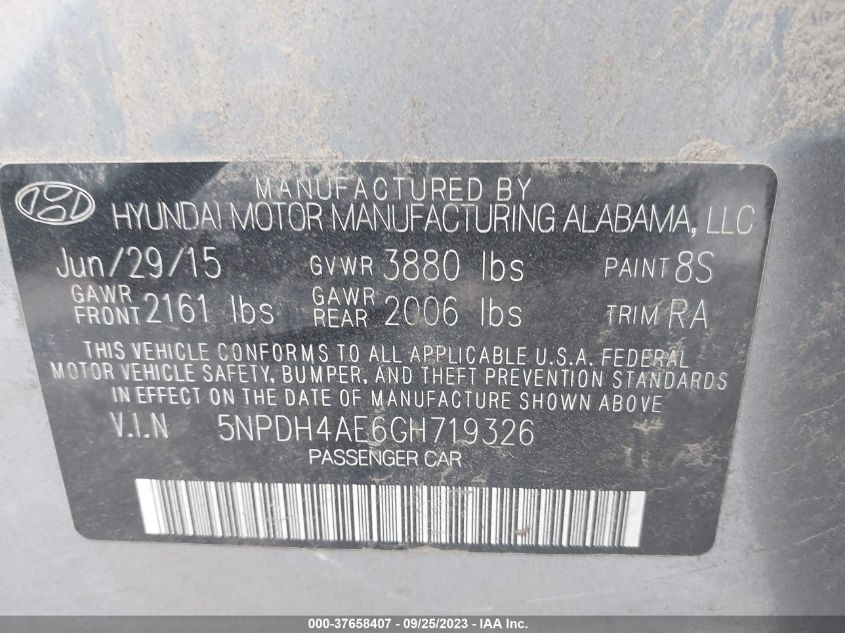 MANUFACTURED BY
HYUNDAI MOTOR MANUFACTURING ALABAMA, LLC
Jun/29/15 GVWR 3880 lbs PAINT 8S
GAWR FRONT 2161 lbs GAWR REAR 2006 lbs TRIM RA
THIS VEHICLE CONFORMS TO ALL APPLICABLE U.S.A. FEDERAL
MOTOR VEHICLE SAFETY, BUMPER, AND THEFT PREVENTION STANDARDS
IN EFFECT ON THE DATE OF MANUFACTURE SHOWN ABOVE
V.I.N 5NPDH4AE6GH719326
PASSENGER CAR
000-37658407 - 09/25/2023 - IAAI.com